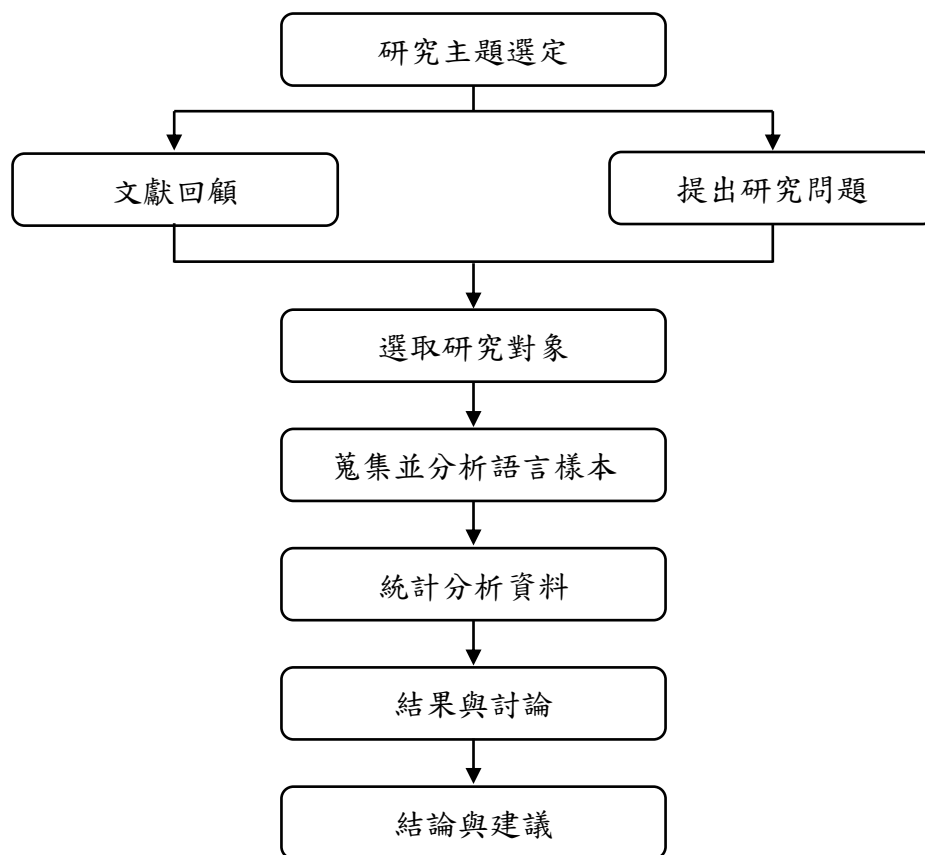 研究主題選定
文獻回顧
提出研究問題
選取研究對象
蒐集並分析語言樣本
統計分析資料
結果與討論
結論與建議